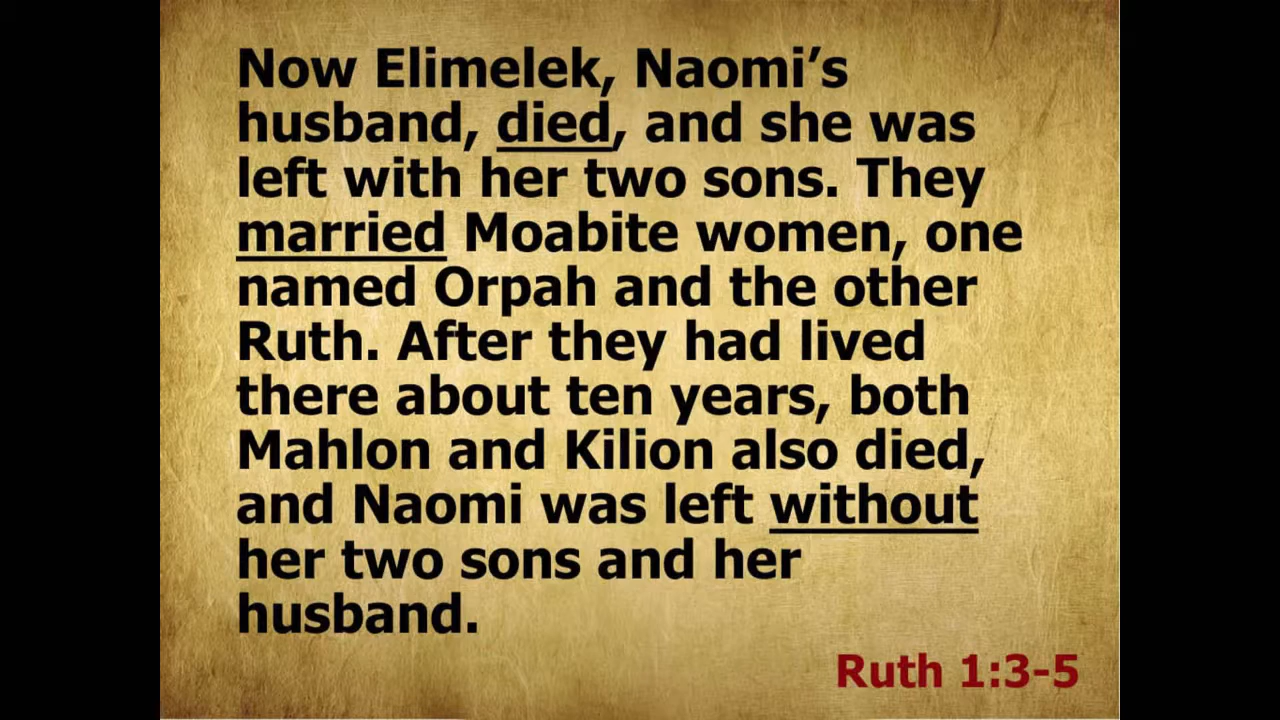 Now Elimelek, Naomi’s
husband, died, and she was
left with her two sons. They
married Moabite women, one
named Orpah and the other
Ruth. After they had lived
there about ten years, both
Mahlon and Kilion also died,
and Naomi was left without
her two sons and her
husband.
Ruth 1:3-5